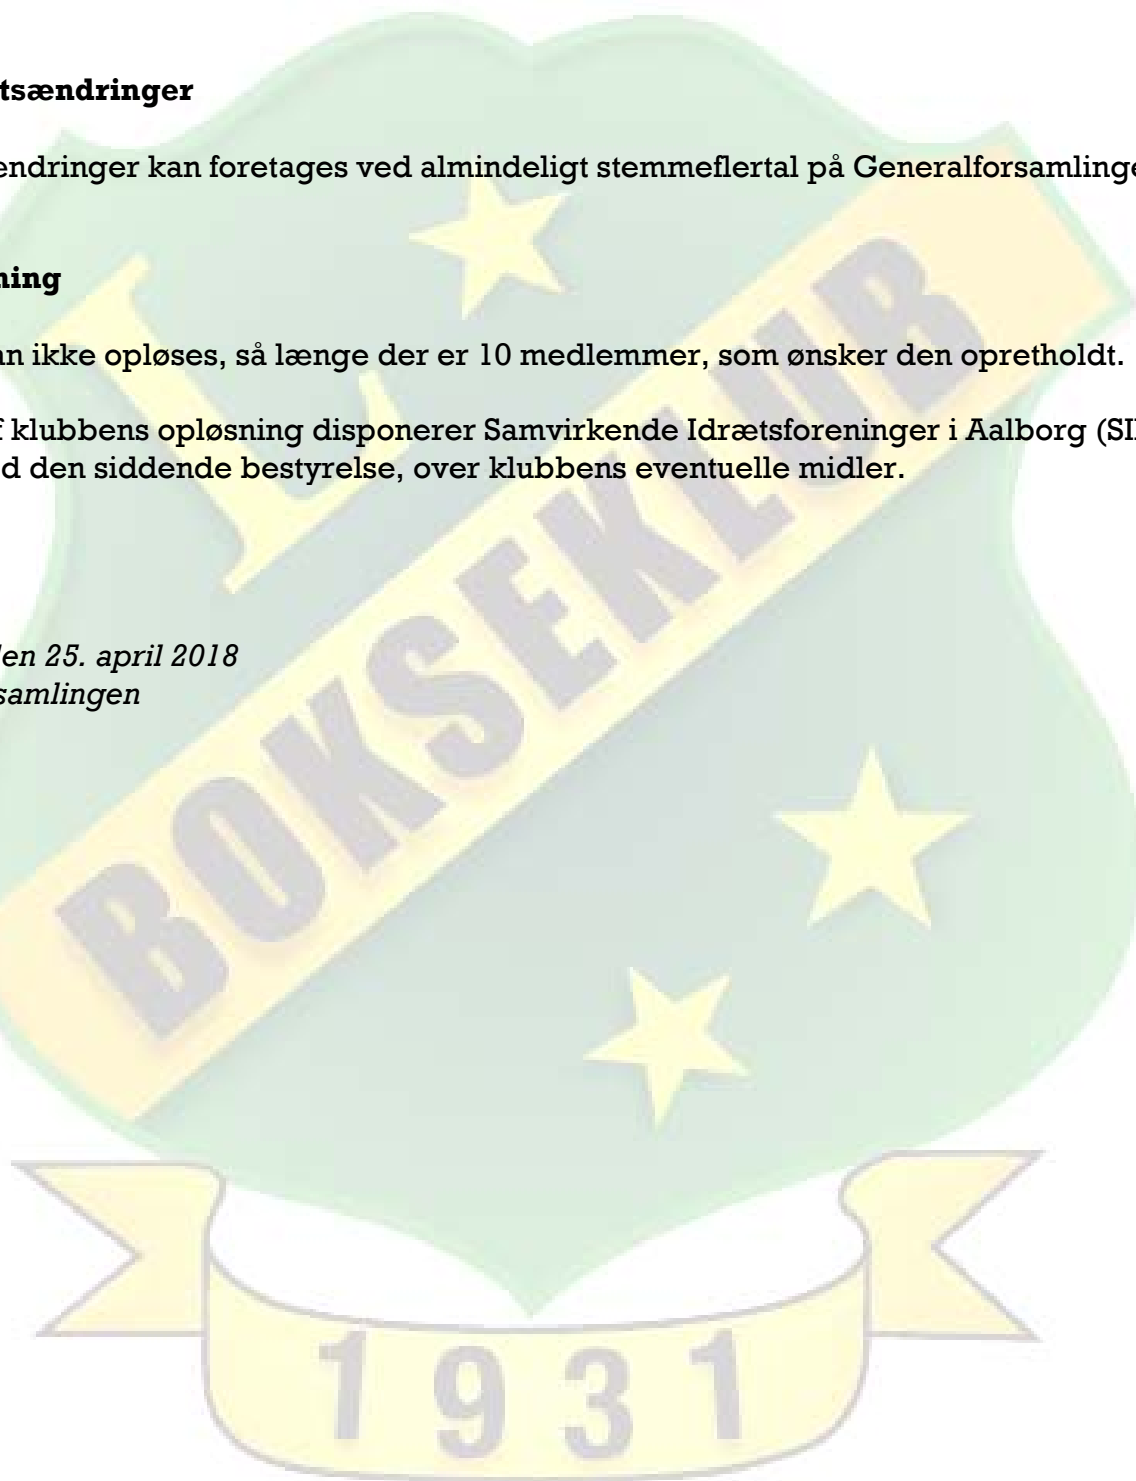 tsændringer
endringer kan foretages ved almindeligt stemmeflertal på Generalforsamlinge
ning
an ikke opløses, så længe der er 10 medlemmer, som ønsker den opretholdt.
f klubbens opløsning disponerer Samvirkende Idrætsforeninger i Aalborg (SI
d den siddende bestyrelse, over klubbens eventuelle midler.
den 25. april 2018
samlingen
L
BOKSEKLUB
1931